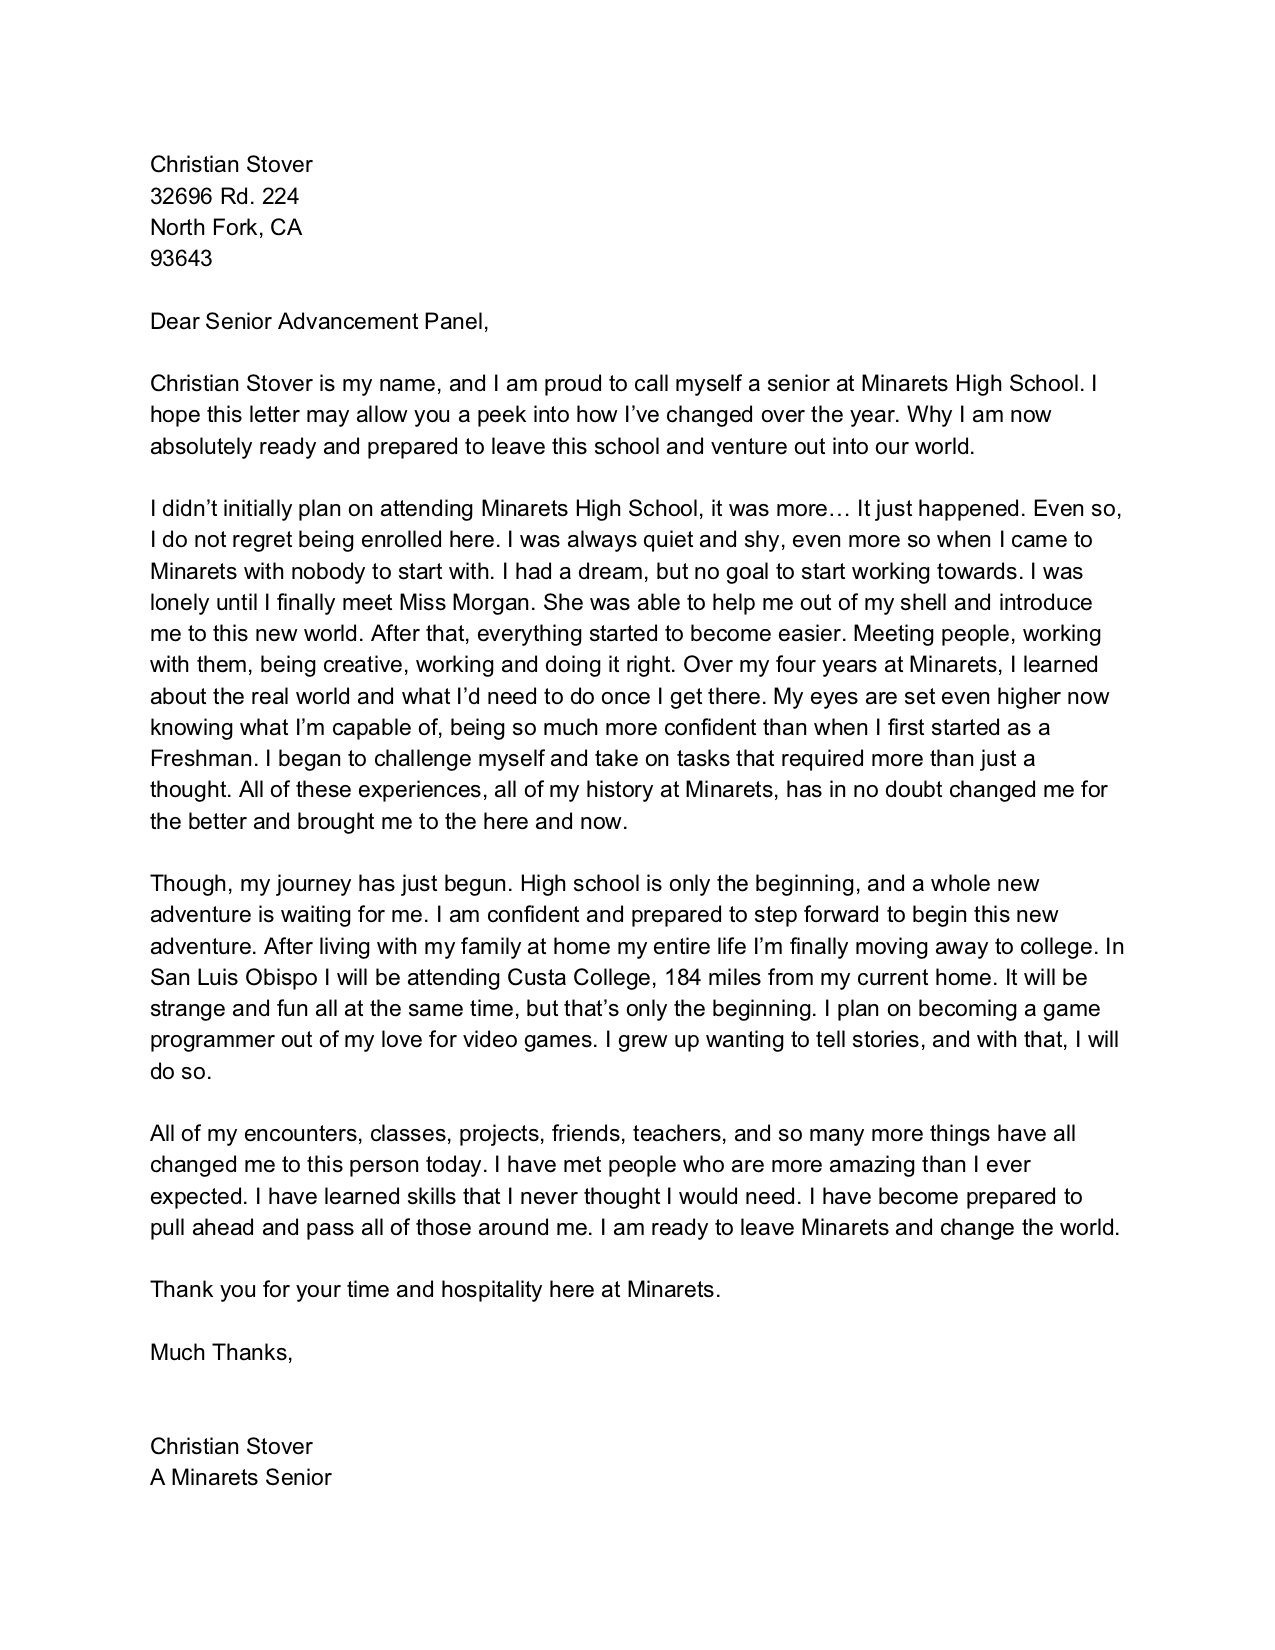 Christian Stover
32696 Rd. 224
North Fork, CA
93643
Dear Senior Advancement Panel,
Christian Stover is my name, and I am proud to call myself a senior at Minarets High School. I
hope this letter may allow you a peek into how I’ve changed over the year. Why I am now
absolutely ready and prepared to leave this school and venture out into our world.
I didn’t initially plan on attending Minarets High School, it was more… It just happened. Even so,
I do not regret being enrolled here. I was always quiet and shy, even more so when I came to
Minarets with nobody to start with. I had a dream, but no goal to start working towards. I was
lonely until I finally meet Miss Morgan. She was able to help me out of my shell and introduce
me to this new world. After that, everything started to become easier. Meeting people, working
with them, being creative, working and doing it right. Over my four years at Minarets, I learned
about the real world and what I’d need to do once I get there. My eyes are set even higher now
knowing what I’m capable of, being so much more confident than when I first started as a
Freshman. I began to challenge myself and take on tasks that required more than just a
thought. All of these experiences, all of my history at Minarets, has in no doubt changed me for
the better and brought me to the here and now.
Though, my journey has just begun. High school is only the beginning, and a whole new
adventure is waiting for me. I am confident and prepared to step forward to begin this new
adventure. After living with my family at home my entire life I’m finally moving away to college. In
San Luis Obispo I will be attending Custa College, 184 miles from my current home. It will be
strange and fun all at the same time, but that’s only the beginning. I plan on becoming a game
programmer out of my love for video games. I grew up wanting to tell stories, and with that, I will
do so.
All of my encounters, classes, projects, friends, teachers, and so many more things have all
changed me to this person today. I have met people who are more amazing than I ever
expected. I have learned skills that I never thought I would need. I have become prepared to
pull ahead and pass all of those around me. I am ready to leave Minarets and change the world.
Thank you for your time and hospitality here at Minarets.
Much Thanks,
Christian Stover
A Minarets Senior